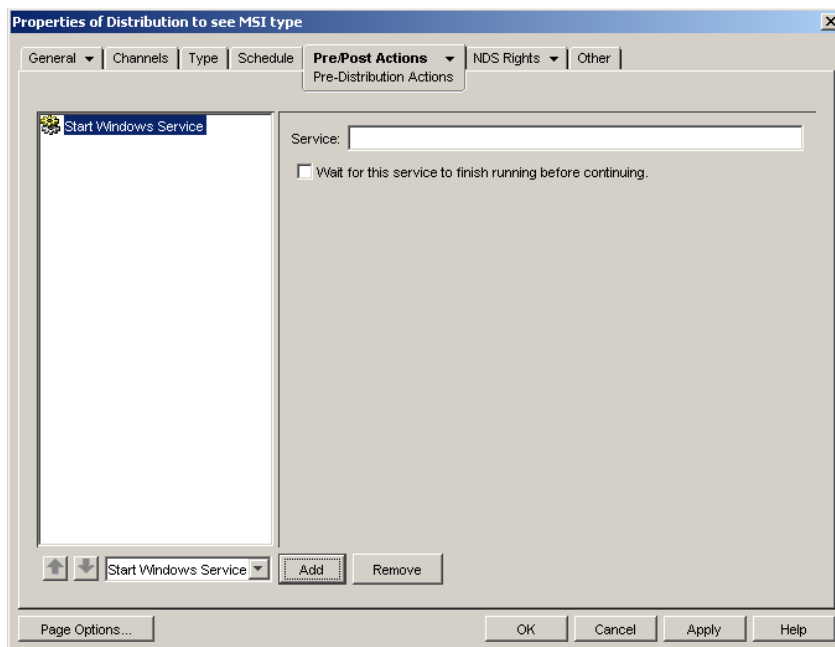 Properties of Distribution to see MSI type
General Channels Type Schedule Pre/Post Actions NDS Rights Other
Pre-Distribution Actions
Start Windows Service
Service:
Wait for this service to finish running before continuing.
Start Windows Service Add Remove
Page Options... OK Cancel Apply Help